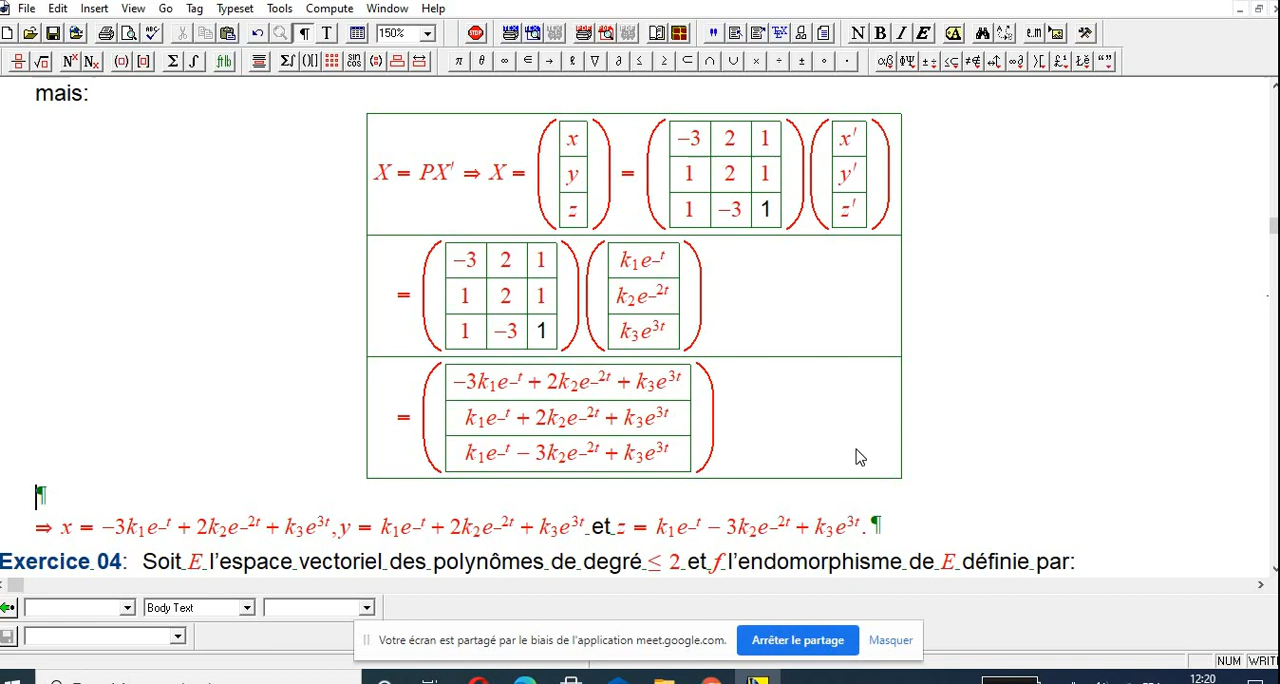 File Edit Insert View Go Tag Typeset Tools Compute Window Help
150%
mais:
X = PX′ ⇒ X = ( x y z ) = ( −3 2 1 1 2 1 1 −3 1 ) ( x′ y′ z′ )
= ( −3 2 1 1 2 1 1 −3 1 ) ( k₁e–ᵗ k₂e–²ᵗ k₃e³ᵗ )
= ( −3k₁e–ᵗ + 2k₂e–²ᵗ + k₃e³ᵗ
k₁e–ᵗ + 2k₂e–²ᵗ + k₃e³ᵗ
k₁e–ᵗ − 3k₂e–²ᵗ + k₃e³ᵗ )
¶
⇒ x = −3k₁e–ᵗ + 2k₂e–²ᵗ + k₃e³ᵗ, y = k₁e–ᵗ + 2k₂e–²ᵗ + k₃e³ᵗ et z = k₁e–ᵗ − 3k₂e–²ᵗ + k₃e³ᵗ. ¶
Exercice 04: Soit E l’espace vectoriel des polynômes de degré ≤ 2 et f l’endomorphisme de E définie par:
Body Text
Votre écran est partagé par le biais de l'application meet.google.com. Arrêter le partage Masquer
NUM WRIT
12:20